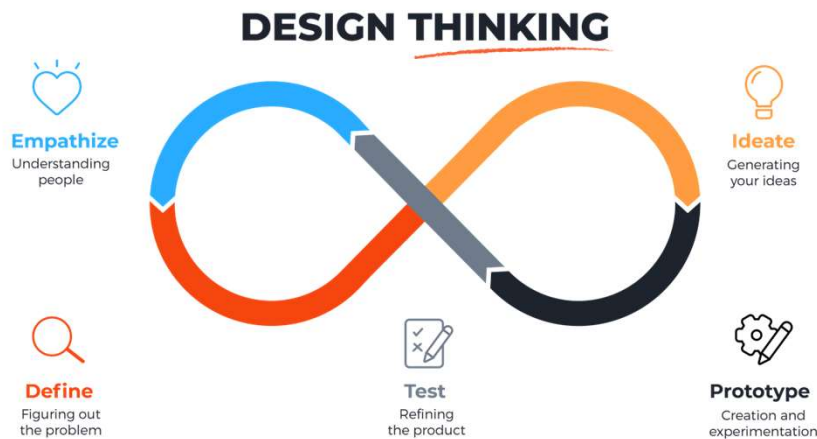 DESIGN THINKING
Empathize
Understanding
people
Ideate
Generating
your ideas
Define
Figuring out
the problem
Test
Refining
the product
Prototype
Creation and
experimentation